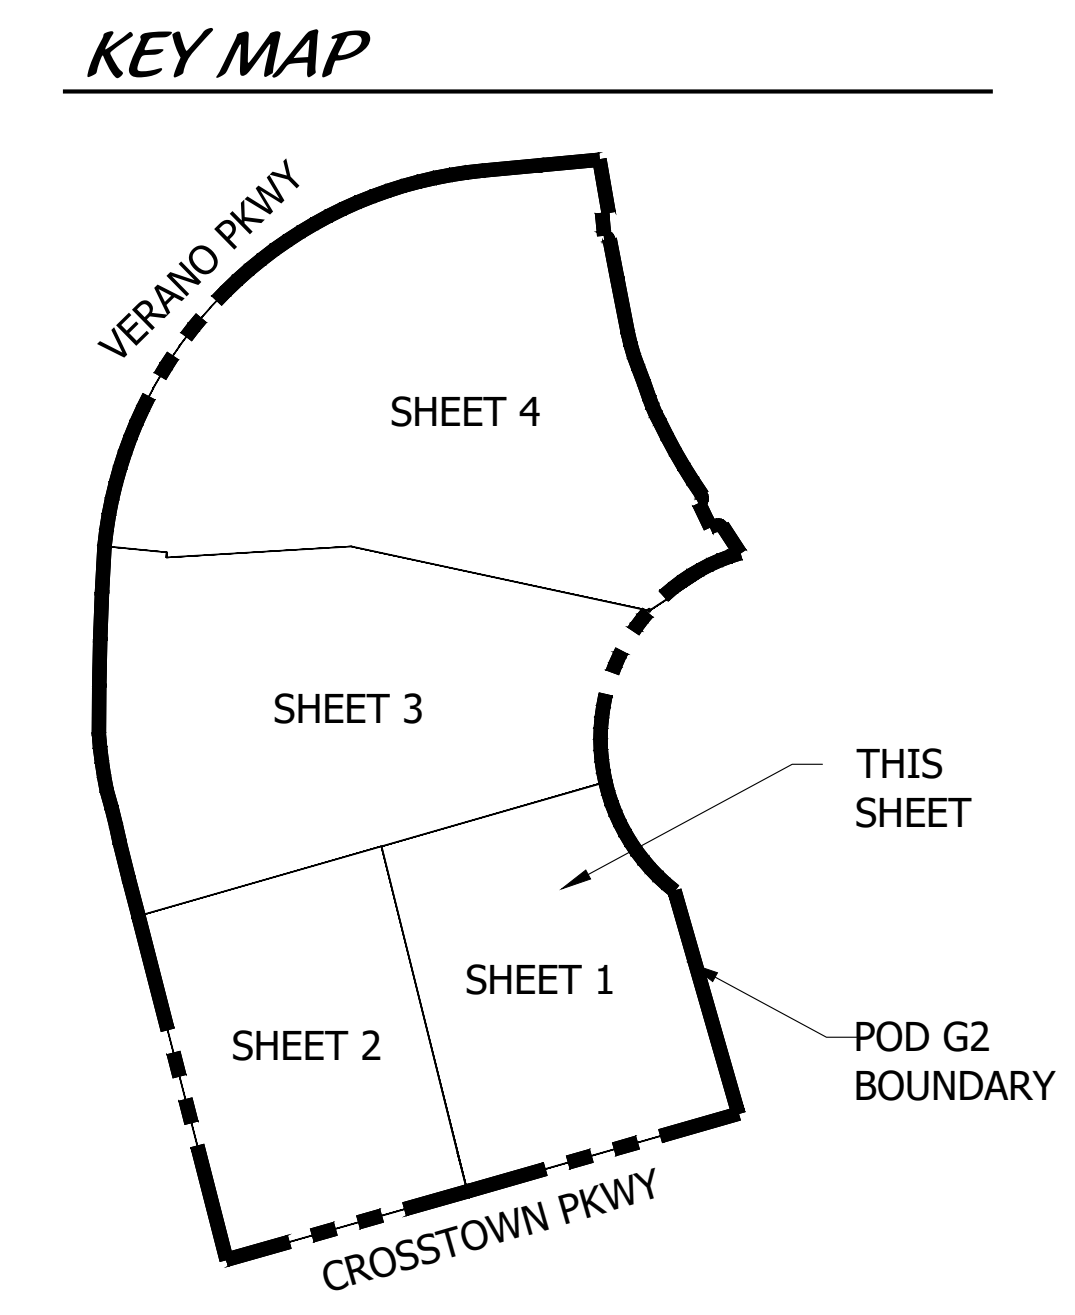 KEY MAP
VERANO PKWY
SHEET 4
SHEET 3
THIS
SHEET
SHEET 1
SHEET 2
POD G2
BOUNDARY
CROSSTOWN PKWY